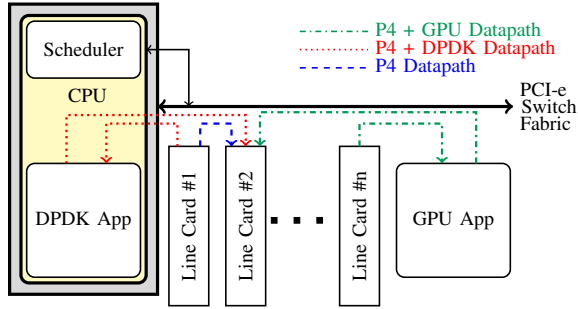 Scheduler
CPU
DPDK App
P4 + GPU Datapath
P4 + DPDK Datapath
P4 Datapath
PCI-e
Switch
Fabric
Line Card #1
Line Card #2
Line Card #n
GPU App